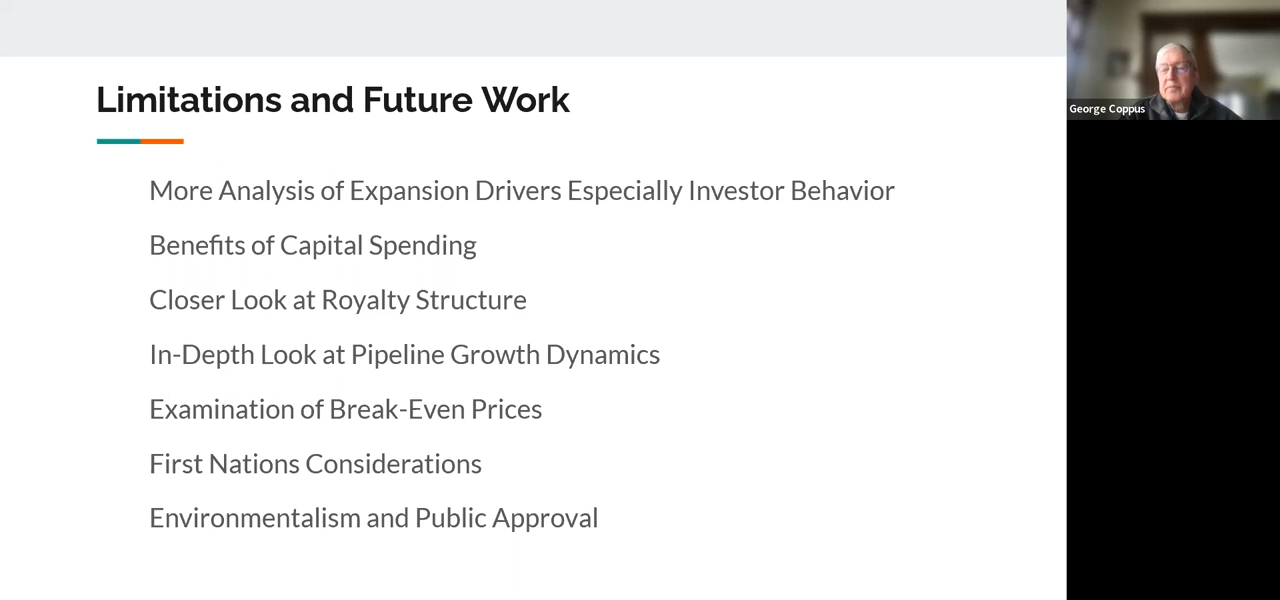 Limitations and Future Work
More Analysis of Expansion Drivers Especially Investor Behavior
Benefits of Capital Spending
Closer Look at Royalty Structure
In-Depth Look at Pipeline Growth Dynamics
Examination of Break-Even Prices
First Nations Considerations
Environmentalism and Public Approval
George Coppus